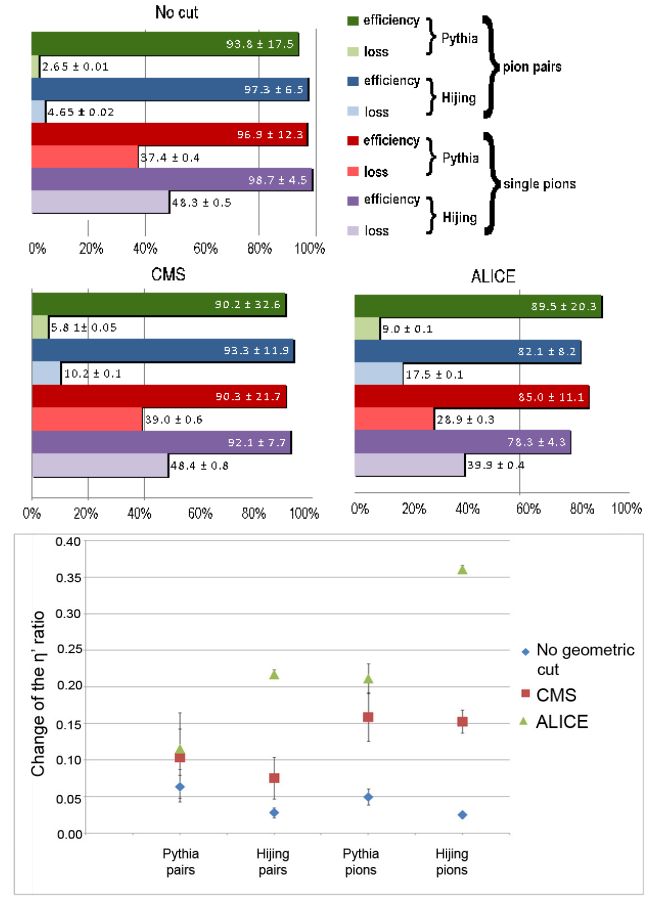 No cut
93.8 ± 17.5
2.65 ± 0.01
97.3 ± 6.5
4.65 ± 0.02
96.9 ± 12.3
37.4 ± 0.4
98.7 ± 4.5
48.3 ± 0.5
0% 20% 40% 60% 80% 100%
efficiency
loss
Pythia
efficiency
loss
Hijing
pion pairs
efficiency
loss
Pythia
efficiency
loss
Hijing
single pions
CMS
90.2 ± 32.6
5.8 1± 0.05
93.3 ± 11.9
10.2 ± 0.1
90.3 ± 21.7
39.0 ± 0.6
92.1 ± 7.7
48.4 ± 0.8
0% 20% 40% 60% 80% 100%
ALICE
89.5 ± 20.3
9.0 ± 0.1
82.1 ± 8.2
17.5 ± 0.1
85.0 ± 11.1
28.9 ± 0.3
78.3 ± 4.3
39.9 ± 0.4
0% 20% 40% 60% 80% 100%
Change of the η' ratio
0.40
0.35
0.30
0.25
0.20
0.15
0.10
0.05
0.00
Pythia pairs
Hijing pairs
Pythia pions
Hijing pions
No geometric
cut
CMS
ALICE